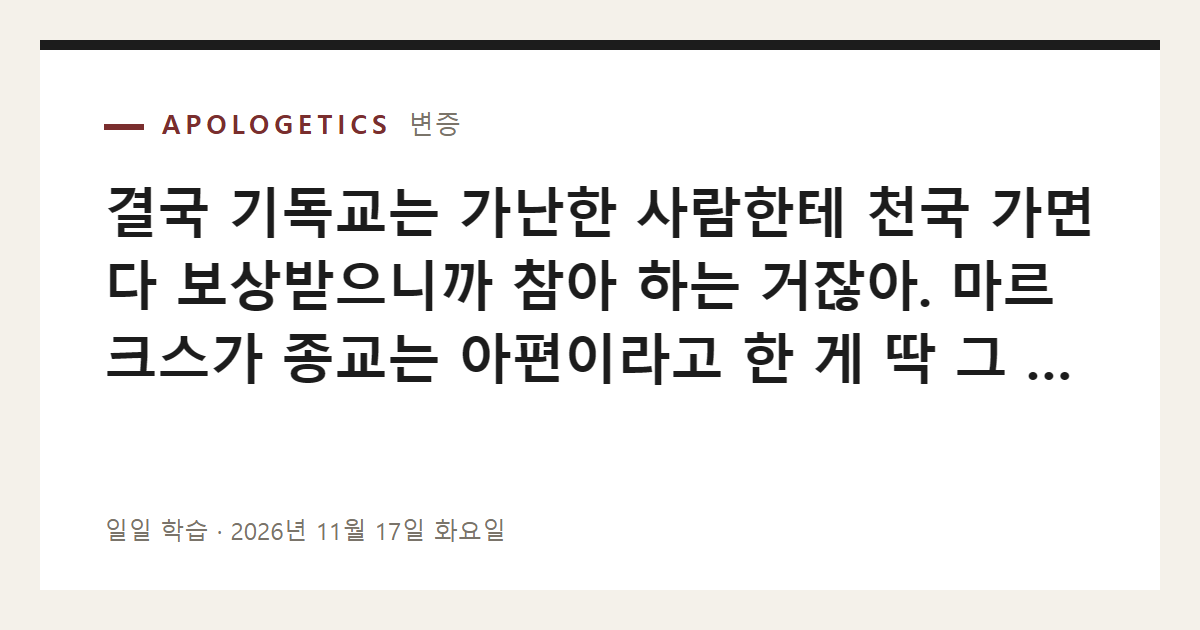 APOLOGETICS 변증
결국 기독교는 가난한 사람한테 천국 가면
다 보상받으니까 참아 하는 거잖아. 마르
크스가 종교는 아편이라고 한 게 딱 그 ...
일일 학습 · 2026년 11월 17일 화요일